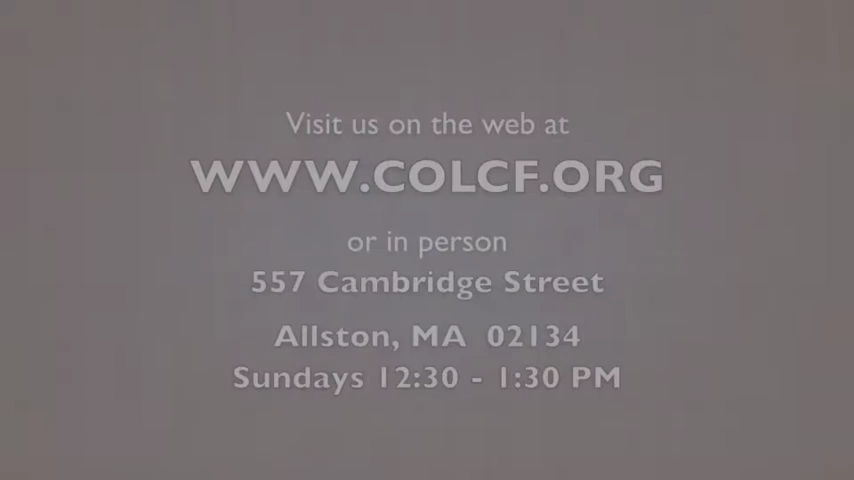 Visit us on the web at
WWW.COLCF.ORG
or in person
557 Cambridge Street
Allston, MA 02134
Sundays 12:30 - 1:30 PM